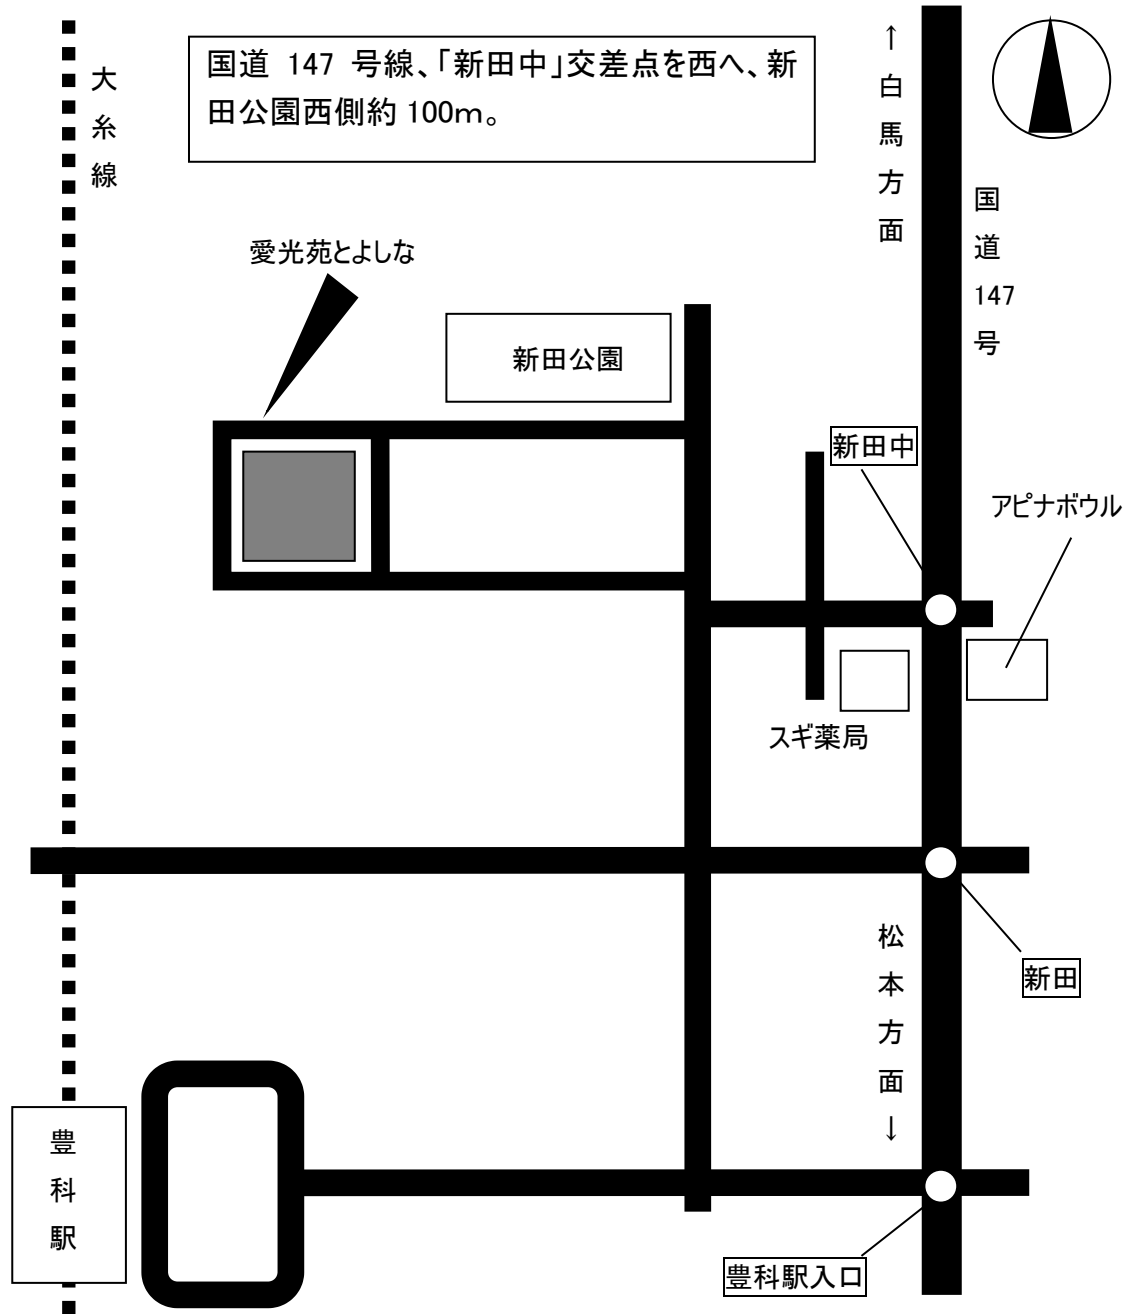 国道 147 号線、「新田中」交差点を西へ、新
田公園西側約 100m。
大糸線
↑白馬方面
国道147号
愛光苑とよしな
新田公園
新田中
アピナボウル
スギ薬局
松本方面↓
新田
豊科駅
豊科駅入口